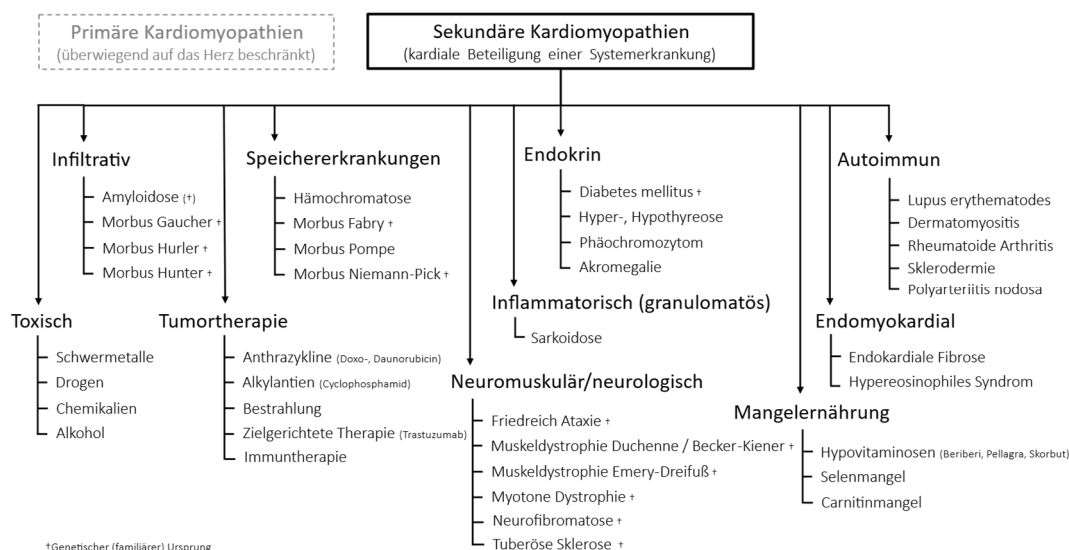 Primäre Kardiomyopathien
(überwiegend auf das Herz beschränkt)
Sekundäre Kardiomyopathien
(kardiale Beteiligung einer Systemerkrankung)
Infiltrativ
Amyloidose (†)
Morbus Gaucher †
Morbus Hurler †
Morbus Hunter †
Speichererkrankungen
Hämochromatose
Morbus Fabry †
Morbus Pompe
Morbus Niemann-Pick †
Endokrin
Diabetes mellitus †
Hyper-, Hypothyreose
Phäochromozytom
Akromegalie
Autoimmun
Lupus erythematodes
Dermatomyositis
Rheumatoide Arthritis
Sklerodermie
Polyarteriitis nodosa
Toxisch
Schwermetalle
Drogen
Chemikalien
Alkohol
Tumortherapie
Anthrazykline (Doxo-, Daunorubicin)
Alkylantien (Cyclophosphamid)
Bestrahlung
Zielgerichtete Therapie (Trastuzumab)
Immuntherapie
Inflammatorisch (granulomatös)
Sarkoidose
Neuromuskulär/neurologisch
Friedreich Ataxie †
Muskeldystrophie Duchenne / Becker-Kiener †
Muskeldystrophie Emery-Dreifuß †
Myotone Dystrophie †
Neurofibromatose †
Tuberöse Sklerose †
Endomyokardial
Endokardiale Fibrose
Hypereosinophiles Syndrom
Mangelernährung
Hypovitaminosen (Beriberi, Pellagra, Skorbut)
Selenmangel
Carnitinmangel
†Genetischer (familiärer) Ursprung